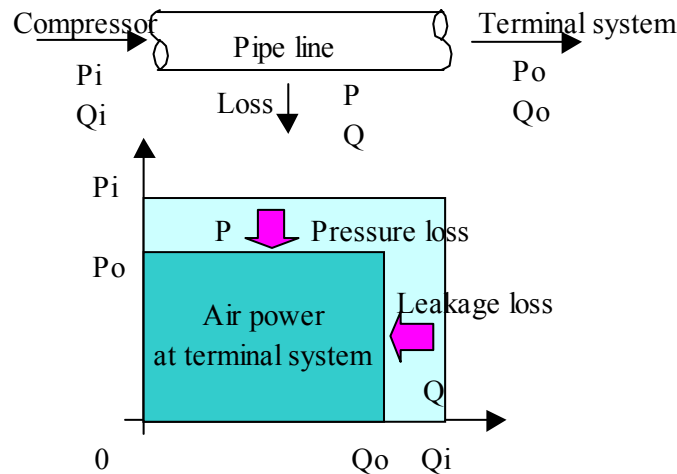 Compressor
Terminal system
Pipe line
Pi
Qi
Loss
P
Q
Po
Qo
Pi
P
Pressure loss
Po
Leakage loss
Air power
at terminal system
Q
0
Qo
Qi